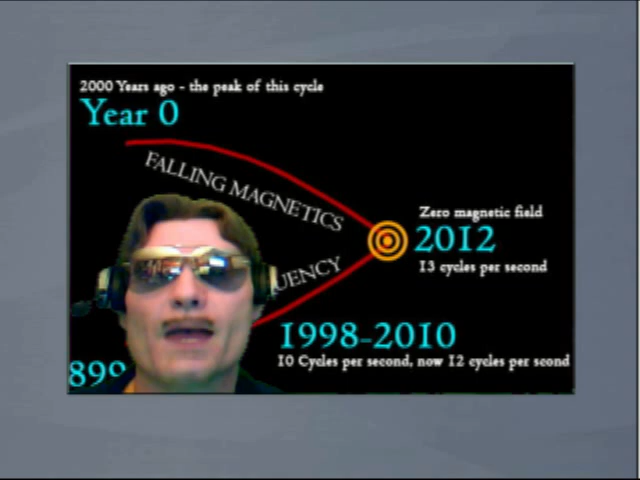 2000 Years ago - the peak of this cycle
Year 0
FALLING MAGNETICS
Zero magnetic field
2012
13 cycles per second
UENCY
1998-2010
10 Cycles per second, now 12 cycles per seond
899